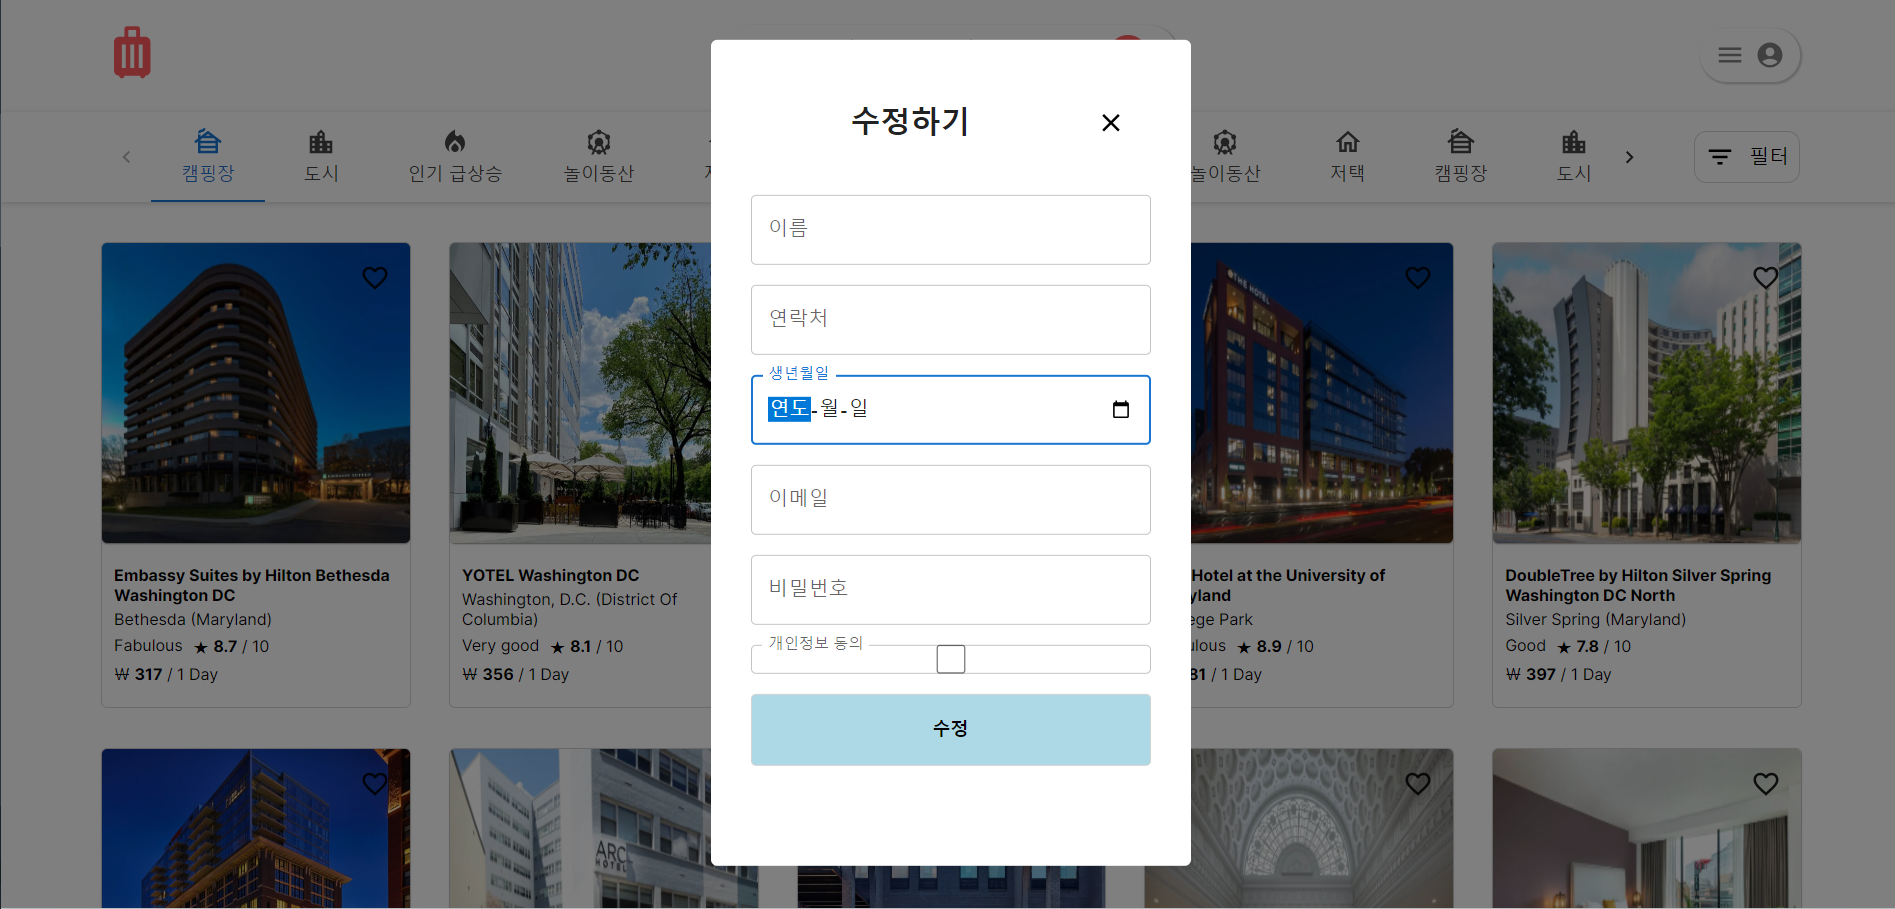 수정하기
이름
연락처
생년월일
연도-월-일
이메일
비밀번호
개인정보 동의
수정
캠핑장
도시
인기 급상승
놀이동산
놀이동산
저택
캠핑장
도시
필터
THE HOTEL
Embassy Suites by Hilton Bethesda
Washington DC
Bethesda (Maryland)
Fabulous ★ 8.7 / 10
₩ 317 / 1 Day
YOTEL Washington DC
Washington, D.C. (District Of
Columbia)
Very good ★ 8.1 / 10
₩ 356 / 1 Day
Hotel at the University of
yland
ege Park
ulous ★ 8.9 / 10
81 / 1 Day
DoubleTree by Hilton Silver Spring
Washington DC North
Silver Spring (Maryland)
Good ★ 7.8 / 10
₩ 397 / 1 Day
ARC
HOTEL